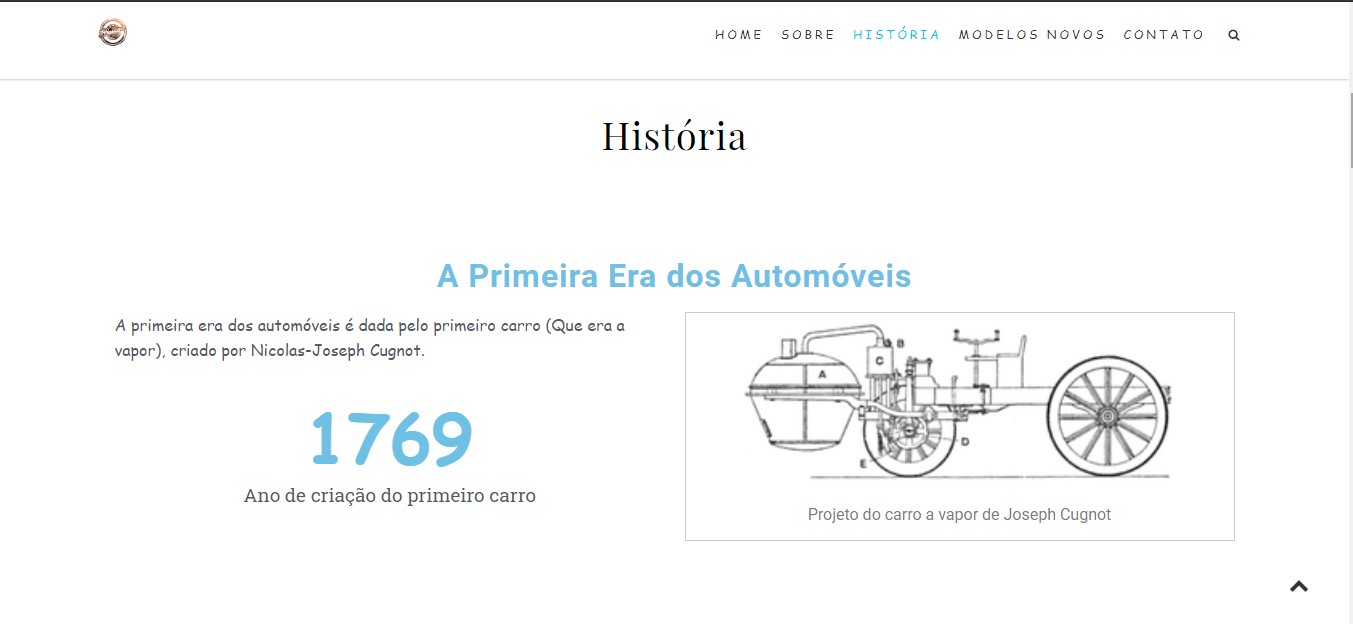 HOME SOBRE HISTÓRIA MODELOS NOVOS CONTATO
História
A Primeira Era dos Automóveis
A primeira era dos automóveis é dada pelo primeiro carro (Que era a
vapor), criado por Nicolas-Joseph Cugnot.
1769
Ano de criação do primeiro carro
B
C
A
D
E
Projeto do carro a vapor de Joseph Cugnot